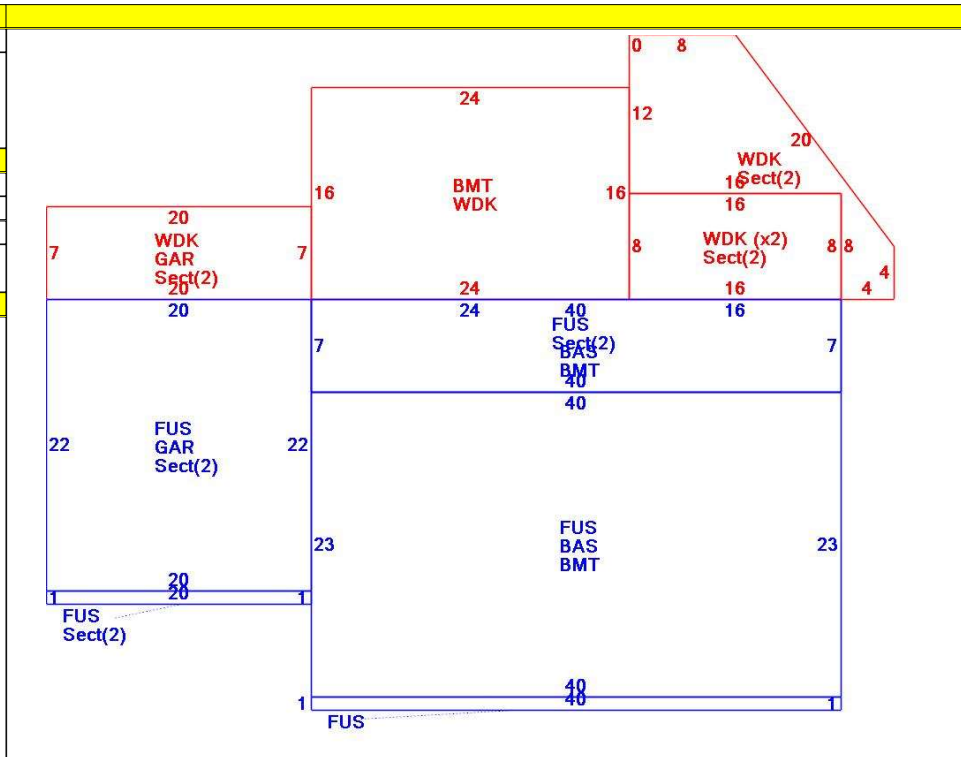 0 8
24
12
20
WDK
Sect(2)
16
16
BMT
WDK
16
16
20
WDK
GAR
Sect(2)
7
7
20
WDK (x2)
Sect(2)
8
8
8
4
4
24
16
20
24
40
16
FUS
Sect(2)
BAS
BMT
7
7
40
40
FUS
GAR
Sect(2)
22
22
FUS
BAS
BMT
23
23
20
20
1
1
FUS
Sect(2)
40
40
1
1
FUS